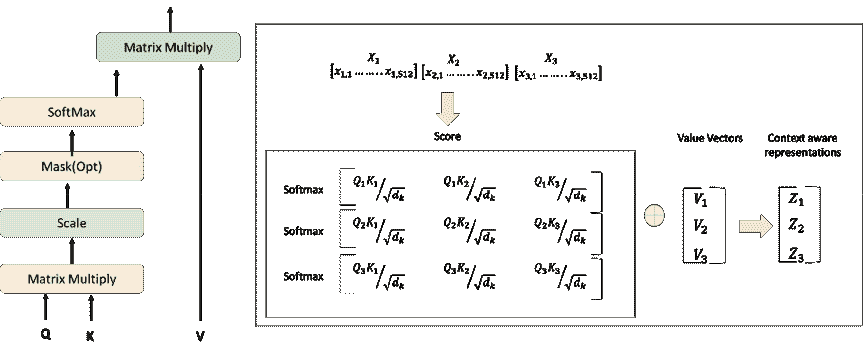 Matrix Multiply
SoftMax
Mask(Opt)
Scale
Matrix Multiply
Q K V
X₁ X₂ X₃
[x₁,₁ ........ x₁,₅₁₂] [x₂,₁ ........ x₂,₅₁₂] [x₃,₁ ........ x₃,₅₁₂]
Score
Value Vectors
Context aware
representations
Softmax [Q₁K₁/√dₖ Q₁K₂/√dₖ Q₁K₃/√dₖ]
Softmax [Q₂K₁/√dₖ Q₂K₂/√dₖ Q₂K₃/√dₖ]
Softmax [Q₃K₁/√dₖ Q₃K₂/√dₖ Q₃K₃/√dₖ]
V₁
V₂
V₃
Z₁
Z₂
Z₃